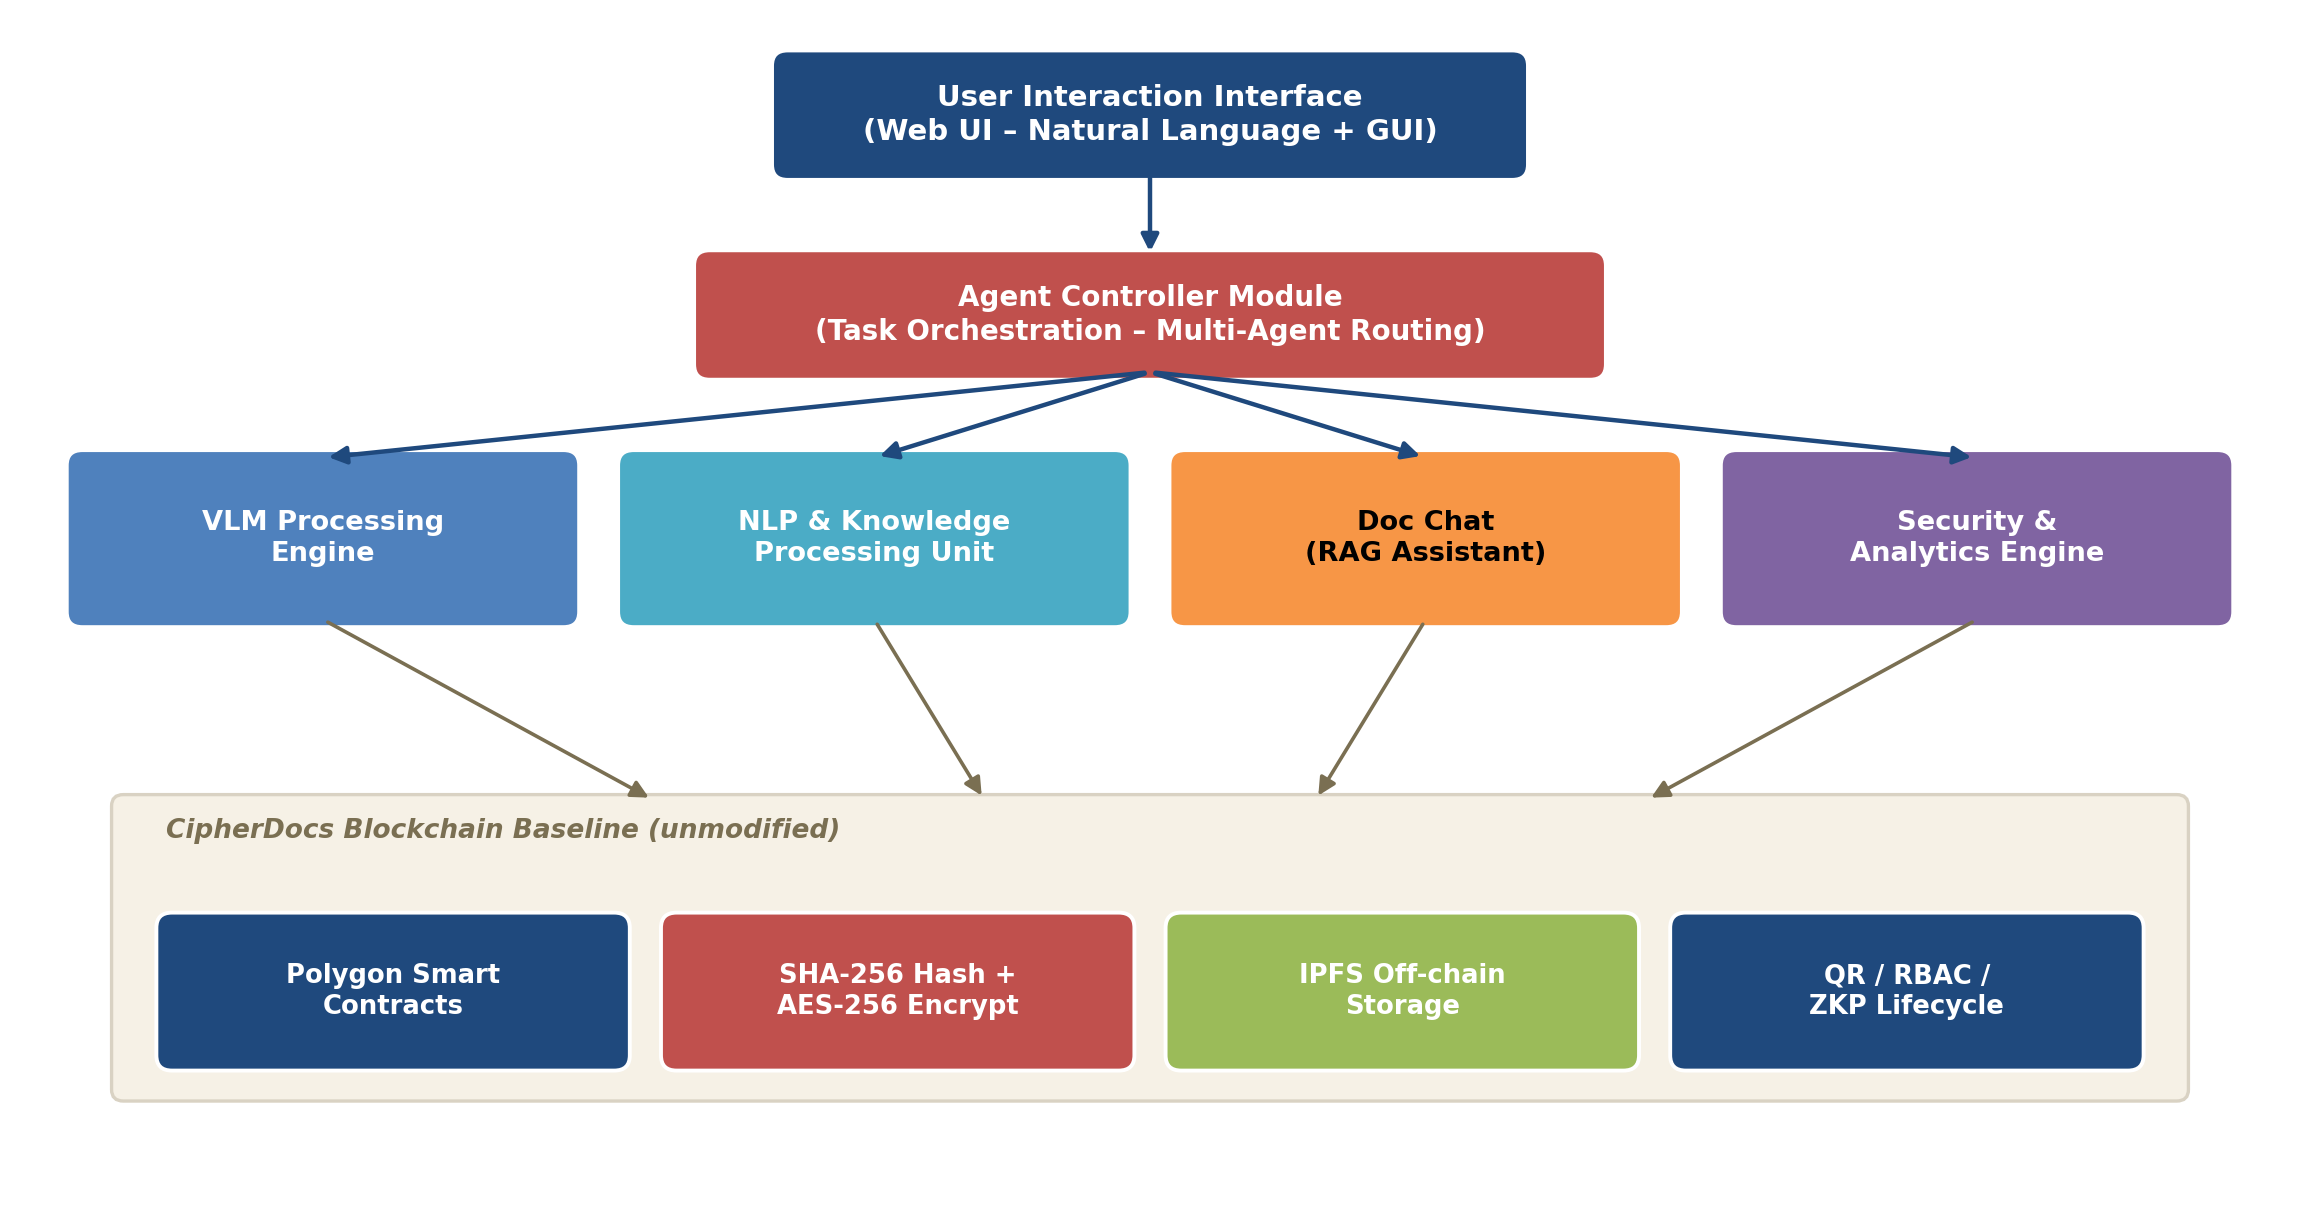 User Interaction Interface
(Web UI – Natural Language + GUI)
Agent Controller Module
(Task Orchestration – Multi-Agent Routing)
VLM Processing
Engine
NLP & Knowledge
Processing Unit
Doc Chat
(RAG Assistant)
Security &
Analytics Engine
CipherDocs Blockchain Baseline (unmodified)
Polygon Smart
Contracts
SHA-256 Hash +
AES-256 Encrypt
IPFS Off-chain
Storage
QR / RBAC /
ZKP Lifecycle